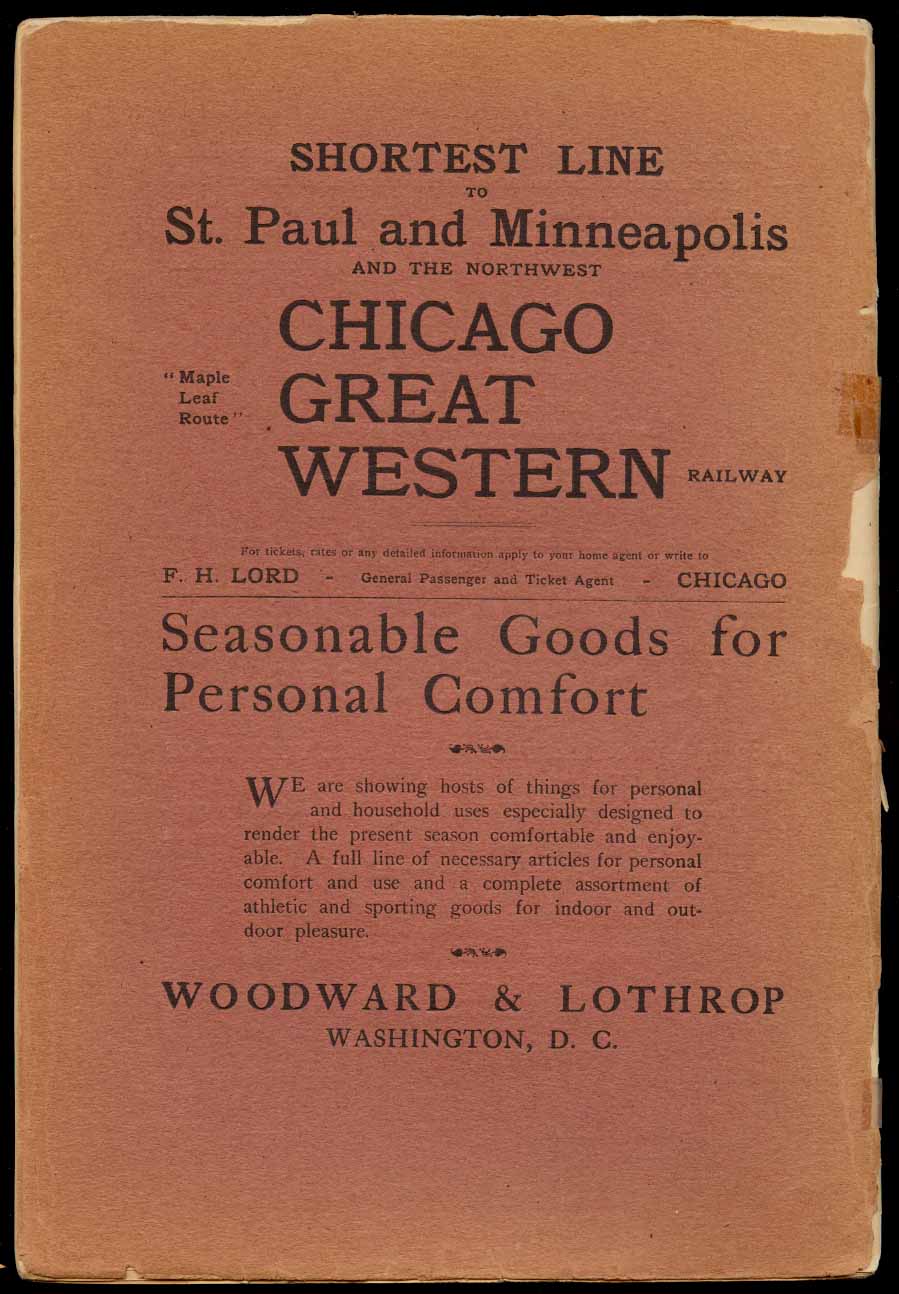 SHORTEST LINE
TO
St. Paul and Minneapolis
AND THE NORTHWEST
CHICAGO
"Maple
Leaf
Route"
GREAT
WESTERN RAILWAY
For tickets, rates or any detailed information apply to your home agent or write to
F. H. LORD - General Passenger and Ticket Agent - CHICAGO
Seasonable Goods for
Personal Comfort
WE are showing hosts of things for personal
and household uses especially designed to
render the present season comfortable and enjoy-
able. A full line of necessary articles for personal
comfort and use and a complete assortment of
athletic and sporting goods for indoor and out-
door pleasure.
WOODWARD & LOTHROP
WASHINGTON, D. C.